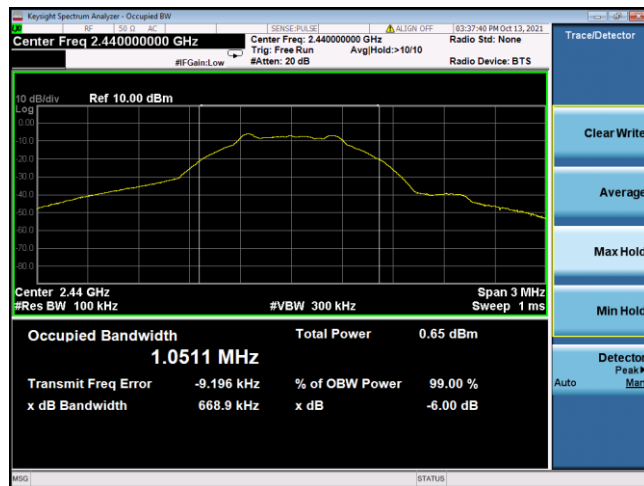 Keysight Spectrum Analyzer - Occupied BW
RF 50 Ω AC SENSE:PULSE ALIGN OFF 03:37:40 PM Oct 13, 2021
Center Freq 2.440000000 GHz
Center Freq: 2.440000000 GHz
Radio Std: None
Trig: Free Run Avg|Hold:>10/10
#IFGain:Low
#Atten: 20 dB
Radio Device: BTS
10 dB/div Ref 10.00 dBm
Log
0.00
-10.0
-20.0
-30.0
-40.0
-50.0
-60.0
-70.0
-80.0
Center 2.44 GHz Span 3 MHz
#Res BW 100 kHz #VBW 300 kHz Sweep 1 ms
Occupied Bandwidth Total Power 0.65 dBm
1.0511 MHz
Transmit Freq Error -9.196 kHz % of OBW Power 99.00 %
x dB Bandwidth 668.9 kHz x dB -6.00 dB
MSG STATUS
Trace/Detector
Clear Write
Average
Max Hold
Min Hold
Detector
Peak▶
Auto Man